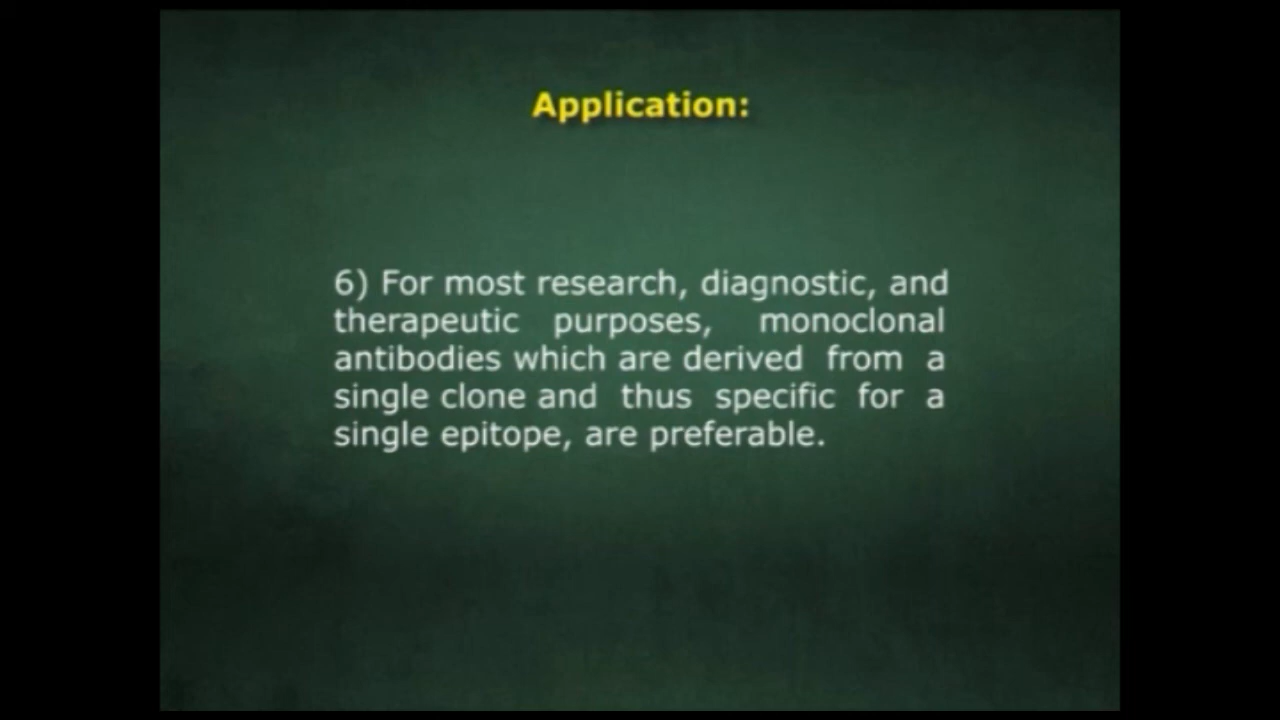 Application:
6) For most research, diagnostic, and
therapeutic purposes, monoclonal
antibodies which are derived from a
single clone and thus specific for a
single epitope, are preferable.